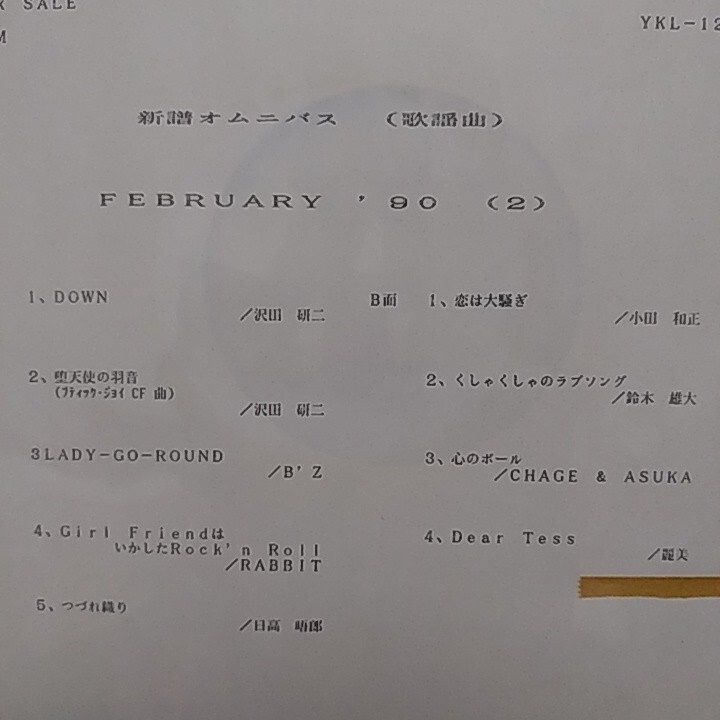 R SALE
M
YKL-12
新譜オムニバス （歌謡曲）
FEBRUARY '90 (2)
1、DOWN
／沢田 研二
2、堕天使の羽音
（ﾌﾞﾃｨｯｸ･ｼﾞｮｲ CF 曲）
／沢田 研二
3LADY-GO-ROUND
／B'Z
4、Girl Friendは
いかしたRock'n Roll
／RABBIT
5、つづれ織り
／日高 晤郎
B面 1、恋は大騒ぎ
／小田 和正
2、くしゃくしゃのラブソング
／鈴木 雄大
3、心のボール
／CHAGE & ASUKA
4、Dear Tess
／麗美